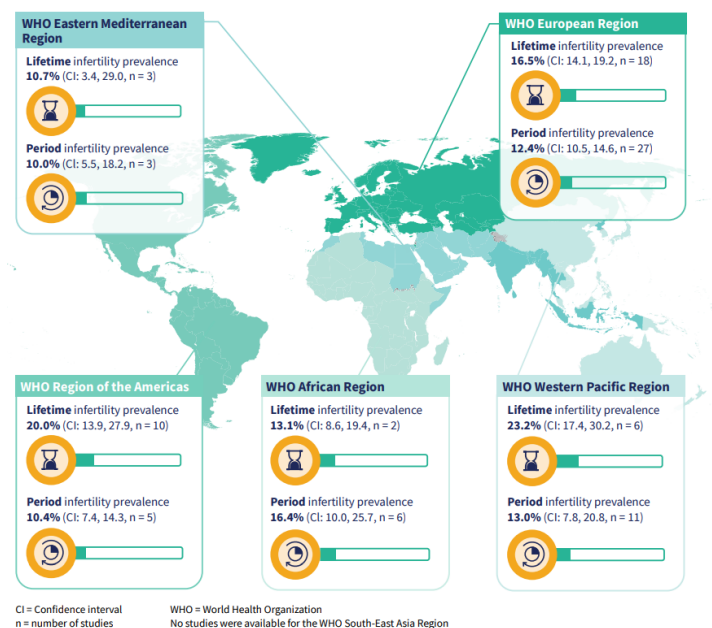 WHO Eastern Mediterranean
Region
Lifetime infertility prevalence
10.7% (CI: 3.4, 29.0, n = 3)
Period infertility prevalence
10.0% (CI: 5.5, 18.2, n = 3)
WHO European Region
Lifetime infertility prevalence
16.5% (CI: 14.1, 19.2, n = 18)
Period infertility prevalence
12.4% (CI: 10.5, 14.6, n = 27)
WHO Region of the Americas
Lifetime infertility prevalence
20.0% (CI: 13.9, 27.9, n = 10)
Period infertility prevalence
10.4% (CI: 7.4, 14.3, n = 5)
WHO African Region
Lifetime infertility prevalence
13.1% (CI: 8.6, 19.4, n = 2)
Period infertility prevalence
16.4% (CI: 10.0, 25.7, n = 6)
WHO Western Pacific Region
Lifetime infertility prevalence
23.2% (CI: 17.4, 30.2, n = 6)
Period infertility prevalence
13.0% (CI: 7.8, 20.8, n = 11)
CI = Confidence interval
n = number of studies
WHO = World Health Organization
No studies were available for the WHO South-East Asia Region